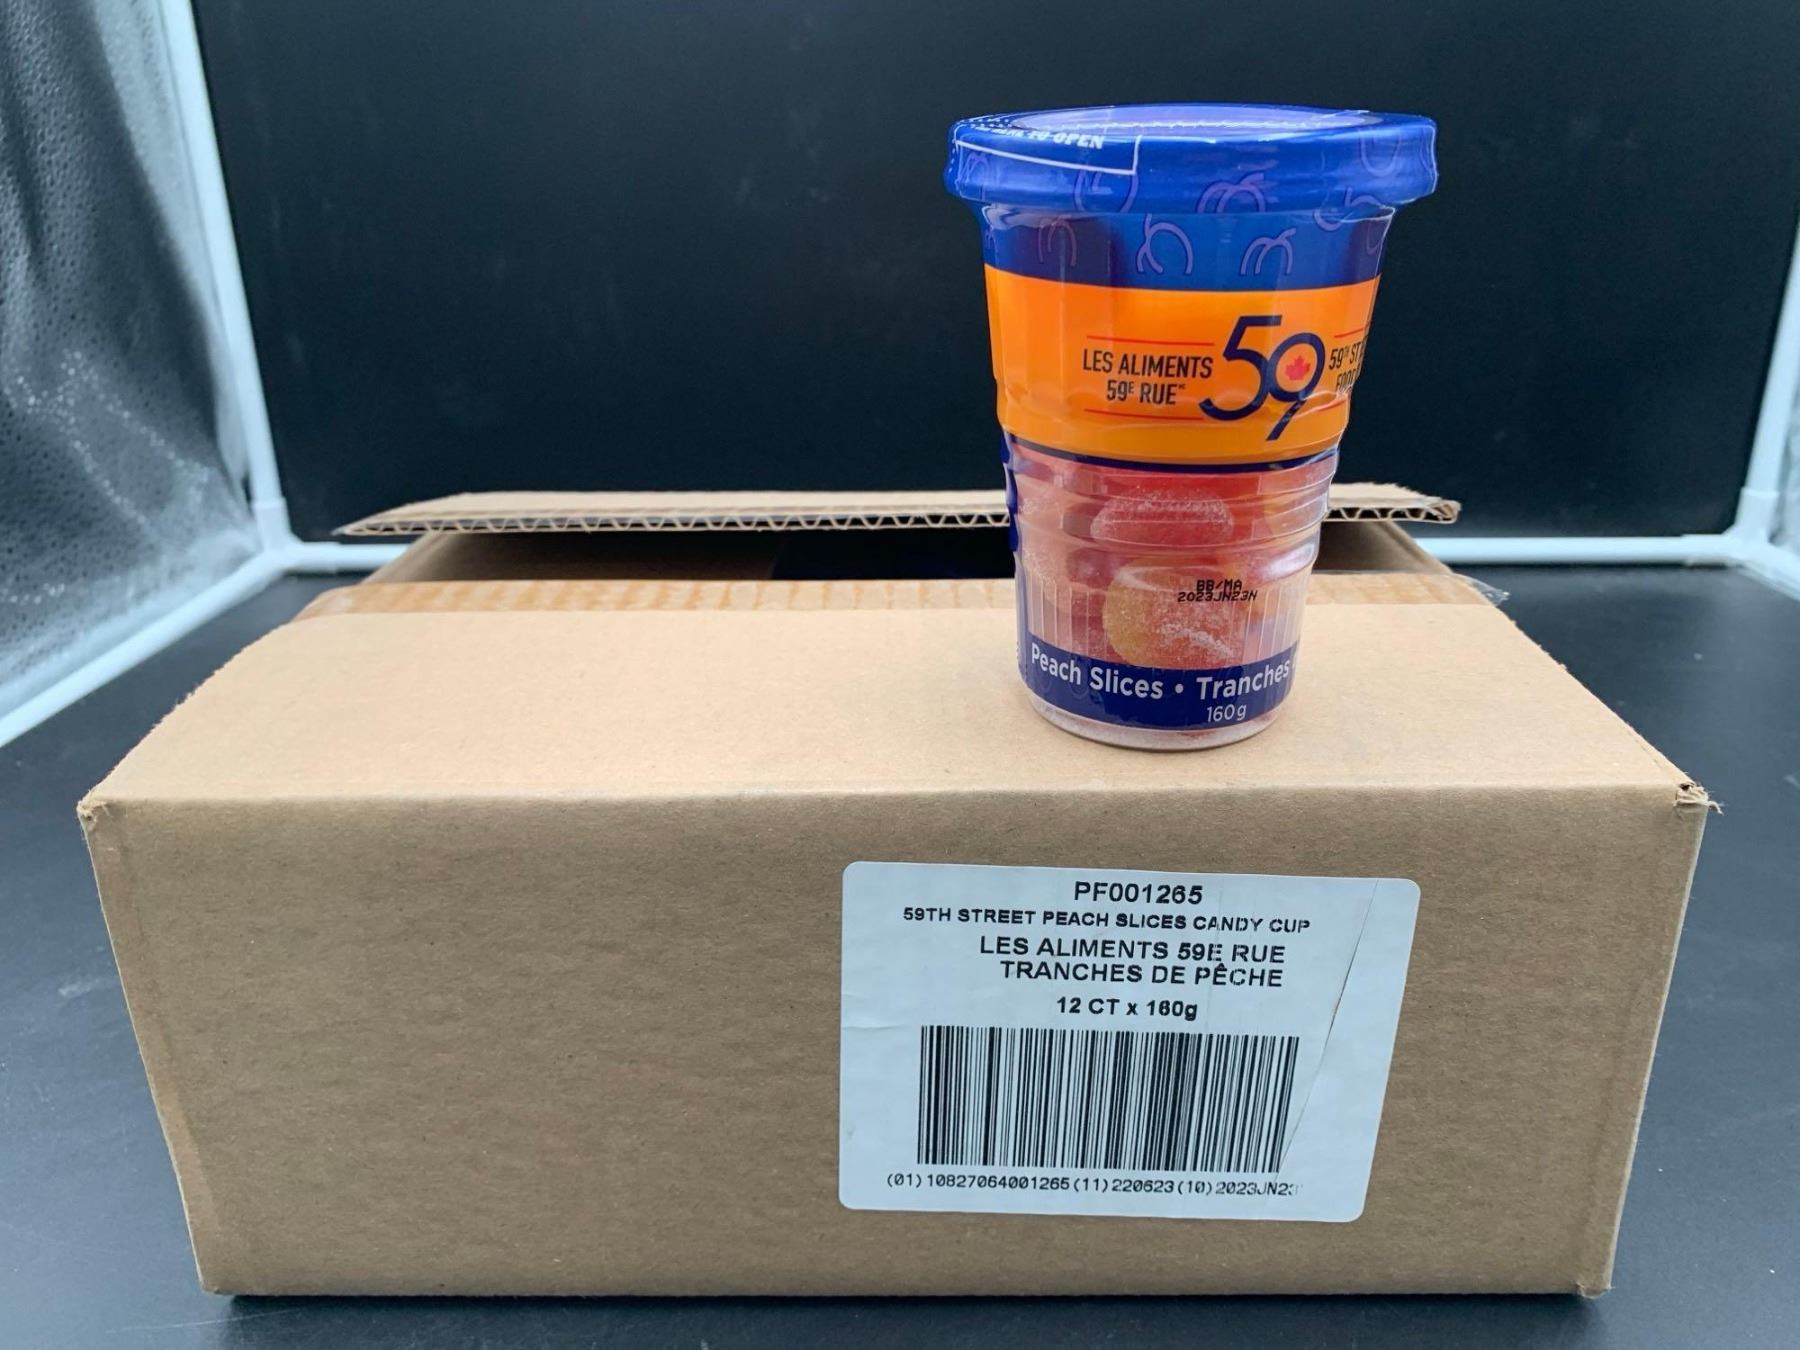 TO OPEN
LES ALIMENTS
59E RUE
59
59TH
BB/MA
2023JN23N
Peach Slices • Tranches
160g
PF001265
59TH STREET PEACH SLICES CANDY CUP
LES ALIMENTS 59E RUE
TRANCHES DE PÊCHE
12 CT x 160g
(01)10827064001265(11)220623(10)2023JN23